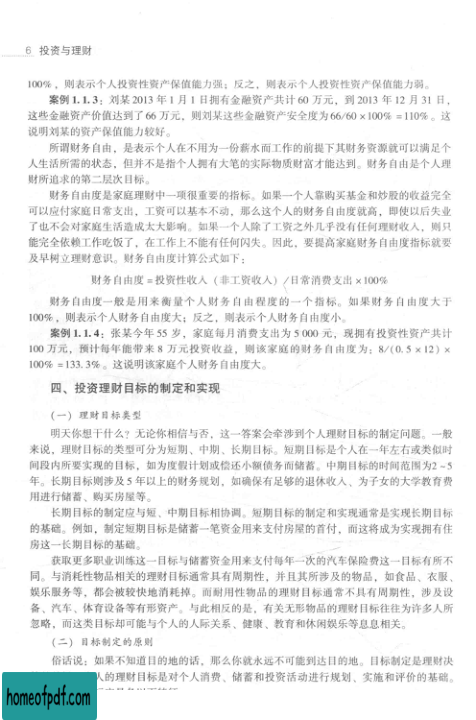 6 投资与理财
100%，则表示个人投资性资产保值能力强；反之，则表示个人投资性资产保值能力弱。
案例1.1.3：刘某2013年1月1日拥有金融资产共计60万元，到2013年12月31日，
这些金融资产价值达到了66万元，则刘某这些金融资产安全度为66/60×100%=110%。这
说明刘某的资产保值能力较好。
所谓财务自由，是表示个人在不用为一份薪水而工作的前提下其财务资源就可以满足个
人生活所需的状态，但并不是指个人拥有大笔的实际物质财富才能达到。财务自由是个人理
财所追求的第二层次目标。
财务自由度是家庭理财中一项很重要的指标。如果一个人靠购买基金和炒股的收益完全
可以应付家庭日常支出，工资可以基本不动，那么这个人的财务自由度就高，即使以后失业
了也不会对家庭生活造成太大影响。如果一个人除了工资之外几乎没有任何理财收入，则只
能完全依赖工作吃饭了，在工作上不能有任何闪失。因此，要提高家庭财务自由度指标就要
及早树立理财意识。财务自由度计算公式如下：
财务自由度=投资性收入（非工资收入）/日常消费支出×100%
财务自由度一般是用来衡量个人财务自由程度的一个指标。如果财务自由度大于
100%，则表示个人财务自由度大；反之，则表示个人财务自由度小。
案例1.1.4：张某今年55岁，家庭每月消费支出为5 000元，现拥有投资性资产共计
100万元，预计每年能带来8万元投资收益，则该家庭的财务自由度为：8/(0.5×12)×
100%=133.3%。这说明该家庭个人财务自由度大。
四、投资理财目标的制定和实现
（一）理财目标类型
明天你想干什么？无论你相信与否，这一答案会牵涉到个人理财目标的制定问题。一般
来说，理财目标的类型可分为短期、中期、长期目标。短期目标是个人在一年左右或类似时
间段内所要实现的目标，如为度假计划或偿还小额债务而储蓄。中期目标的时间范围为2~5
年。长期目标则涉及5年以上的财务规划，如确保有足够的退休收入、为子女的大学教育费
用进行储蓄、购买房屋等。
长期目标的制定应与短、中期目标相协调。短期目标的制定和实现通常是实现长期目标
的基础。例如，制定短期目标是储蓄一笔资金用来支付房屋的首付，而这将成为实现拥有住
房这一长期目标的基础。
获取更多职业训练这一目标与储蓄资金用来支付每年一次的汽车保险费这一目标有所不
同。与消耗性物品相关的理财目标通常具有周期性，并且其所涉及的物品，如食品、衣服、
娱乐服务等，都会被较快地消耗掉。而耐用性物品的理财目标通常不具有周期性，涉及设
备、汽车、体育设备等有形资产。与此相反的是，有关无形物品的理财目标往往为许多人所
忽略，而这类目标却可能与个人的人际关系、健康、教育和休闲娱乐等息息相关。
（二）目标制定的原则
俗话说：如果不知道目的地的话，那么你就永远不可能到达目的地。目标制定是理财决
人的理财目标是对个人消费、储蓄和投资活动进行规划、实施和评价的基础。
homeofpdf.com